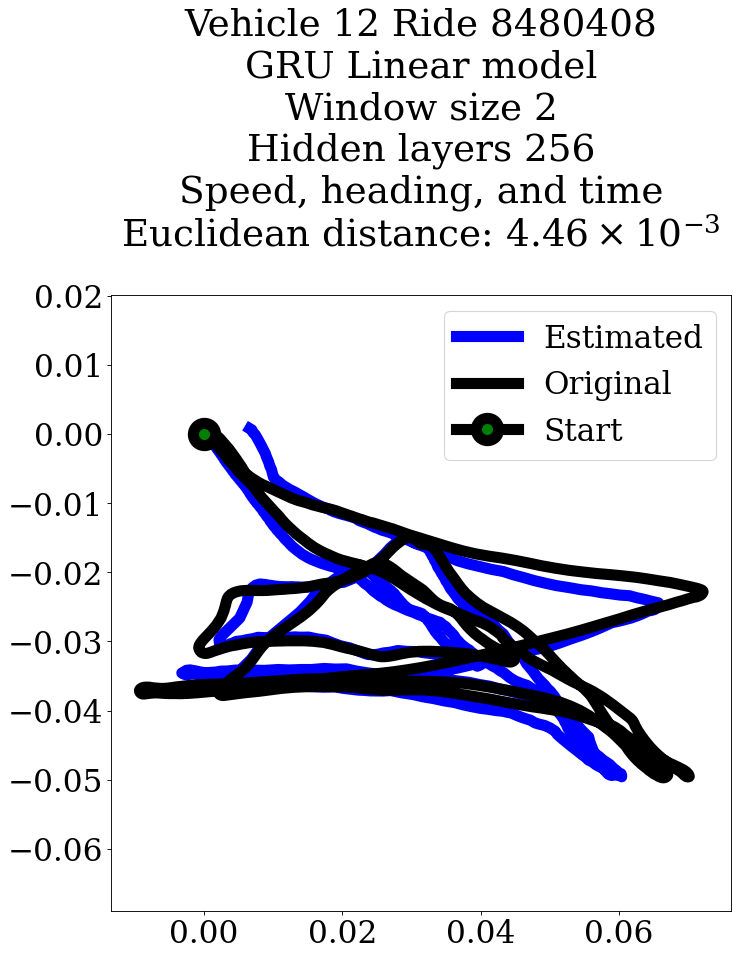 Vehicle 12 Ride 8480408
GRU Linear model
Window size 2
Hidden layers 256
Speed, heading, and time
Euclidean distance: 4.46 × 10⁻³
0.02
Estimated
0.01
Original
0.00
Start
−0.01
−0.02
−0.03
−0.04
−0.05
−0.06
0.00 0.02 0.04 0.06